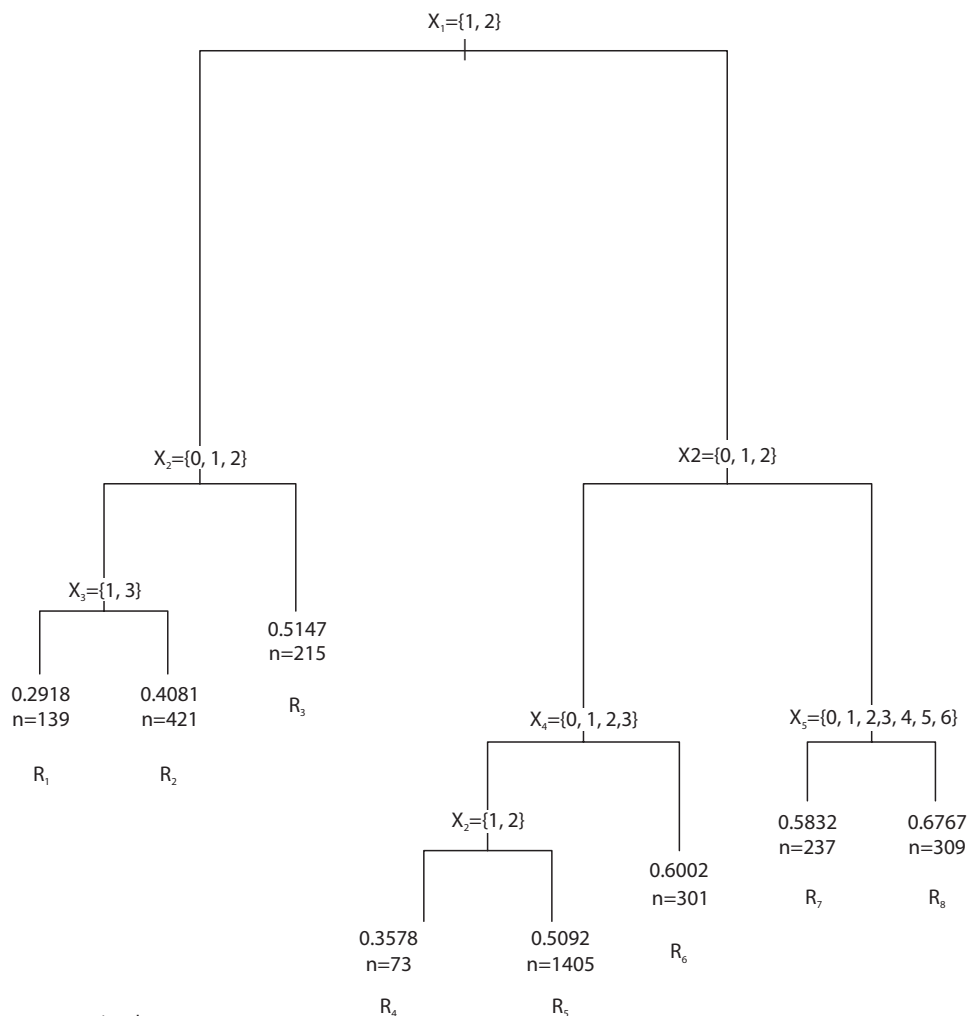 X₁={1, 2}
X₂={0, 1, 2}
X2={0, 1, 2}
X₃={1, 3}
0.5147
n=215
R₃
0.2918
n=139
R₁
0.4081
n=421
R₂
X₄={0, 1, 2,3}
X₅={0, 1, 2,3, 4, 5, 6}
X₂={1, 2}
0.6002
n=301
R₆
0.5832
n=237
R₇
0.6767
n=309
R₈
0.3578
n=73
R₄
0.5092
n=1405
R₅